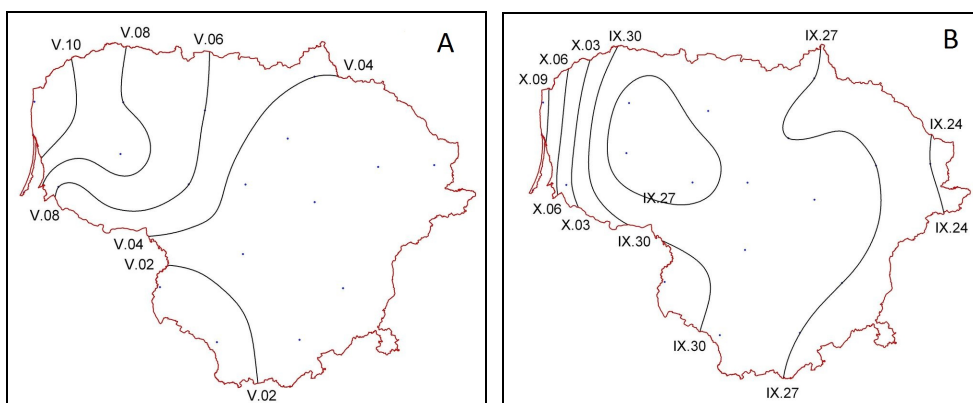 V.10
V.08
V.06
A
V.04
V.08
V.04
V.02
V.02
B
IX.30
IX.27
X.03
X.06
X.09
IX.24
IX.27
X.06
X.03
IX.30
IX.24
IX.30
IX.27